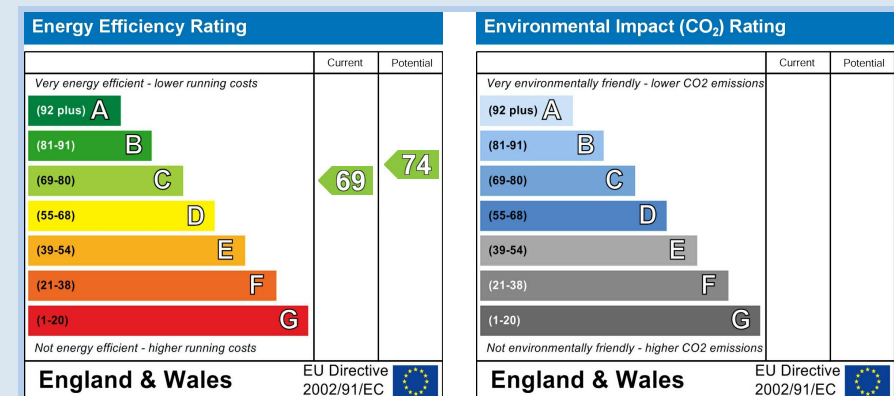 Energy Efficiency Rating
Current Potential
Very energy efficient - lower running costs
(92 plus) A
(81-91) B
(69-80) C
(55-68) D
(39-54) E
(21-38) F
(1-20) G
69
74
Not energy efficient - higher running costs
England & Wales
EU Directive
2002/91/EC
Environmental Impact (CO₂) Rating
Current Potential
Very environmentally friendly - lower CO2 emissions
(92 plus) A
(81-91) B
(69-80) C
(55-68) D
(39-54) E
(21-38) F
(1-20) G
Not environmentally friendly - higher CO2 emissions
England & Wales
EU Directive
2002/91/EC